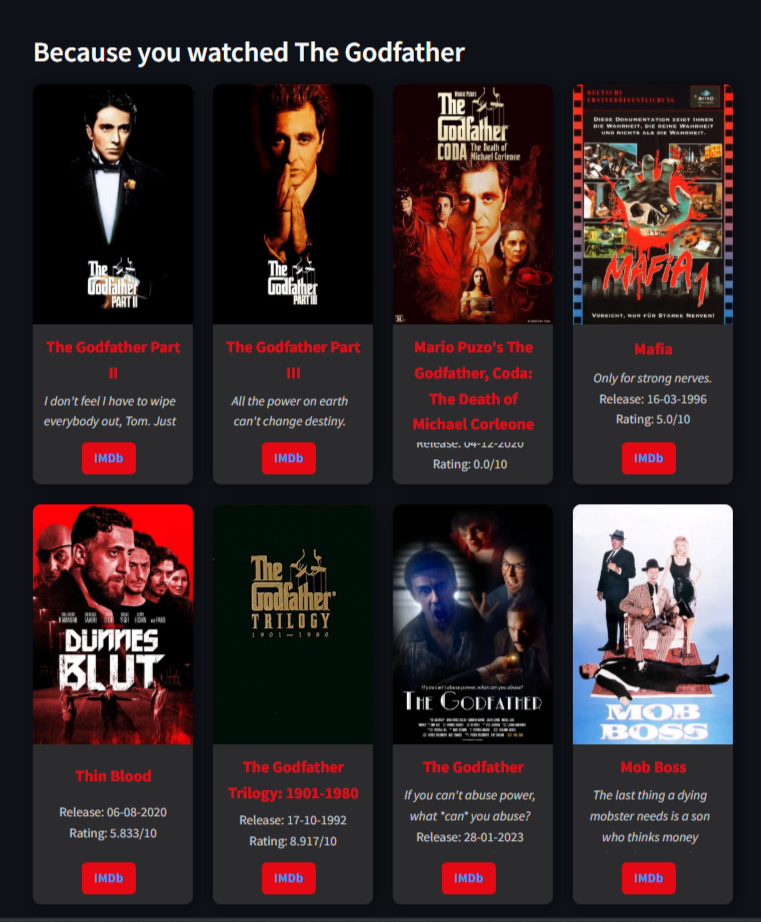 Because you watched The Godfather
The
Godfather
PART II
The
Godfather
PART III
MARIO PUZO'S
The
Godfather
CODA The Death of
Michael Corleone
DEUTSCHE
ERSTVERÖFFENTLICHUNG
DIESE DOKUMENTATION ZEIGT IHNEN
DIE WAHRHEIT, DIE REINE WAHRHEIT
UND NICHTS ALS DIE WAHRHEIT.
MAFIA
VORSICHT, NUR FÜR STARKE NERVEN!
The Godfather Part
II
I don't feel I have to wipe
everybody out, Tom. Just
IMDb
The Godfather Part
III
All the power on earth
can't change destiny.
IMDb
Mario Puzo's The
Godfather, Coda:
The Death of
Michael Corleone
Release: 04-12-2020
Rating: 0.0/10
Mafia
Only for strong nerves.
Release: 16-03-1996
Rating: 5.0/10
IMDb
DÜNNES
BLUT
The
Godfather
TRILOGY
1901-1980
If you can't abuse power, what can you abuse?
THE GODFATHER
MOB
BOSS
Thin Blood
Release: 06-08-2020
Rating: 5.833/10
IMDb
The Godfather
Trilogy: 1901-1980
Release: 17-10-1992
Rating: 8.917/10
IMDb
The Godfather
If you can't abuse power,
what *can* you abuse?
Release: 28-01-2023
IMDb
Mob Boss
The last thing a dying
mobster needs is a son
who thinks money
IMDb